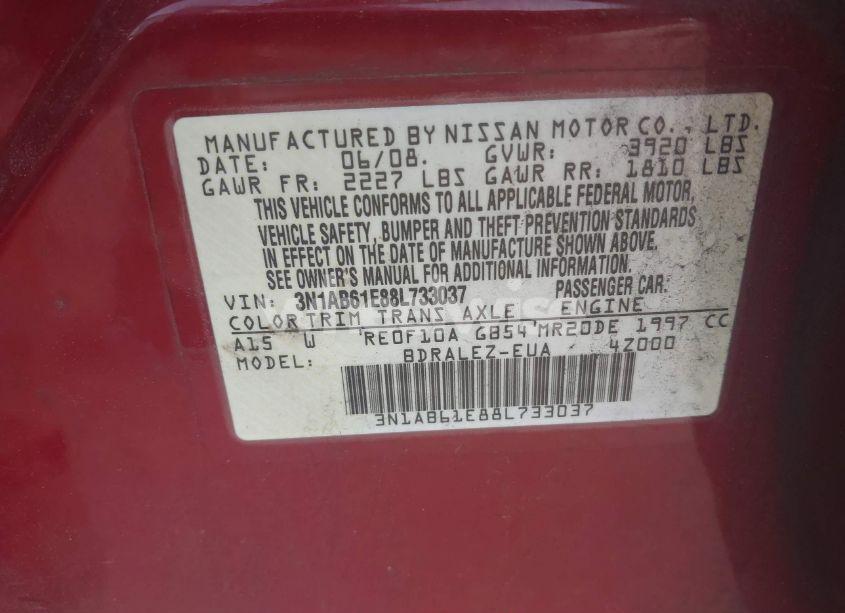 MANUFACTURED BY NISSAN MOTOR CO., LTD.
DATE: 06/08. GVWR: 3920 LBS
GAWR FR: 2227 LBS GAWR RR: 1810 LBS
THIS VEHICLE CONFORMS TO ALL APPLICABLE FEDERAL MOTOR,
VEHICLE SAFETY, BUMPER AND THEFT PREVENTION STANDARDS
IN EFFECT ON THE DATE OF MANUFACTURE SHOWN ABOVE.
SEE OWNER'S MANUAL FOR ADDITIONAL INFORMATION.
VIN: 3N1AB61E88L733037 PASSENGER CAR:
COLOR TRIM TRANS AXLE ENGINE
A15 W RE0F10A GB54 MR20DE 1997 CC
MODEL: BDRALEZ-EUA 4Z000
3N1AB61E88L733037